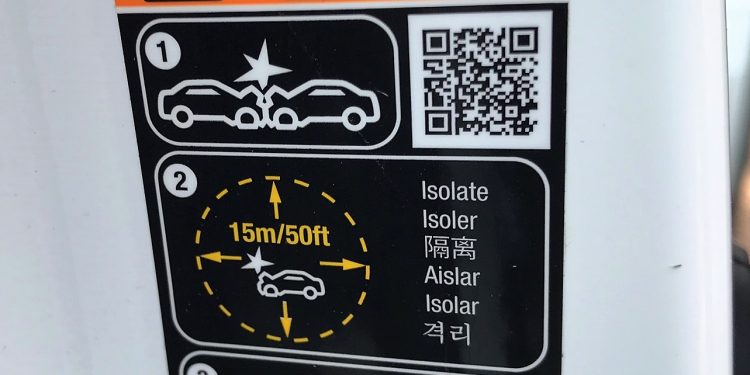 1
2
15m/50ft
Isolate
Isoler
隔离
Aislar
Isolar
격리